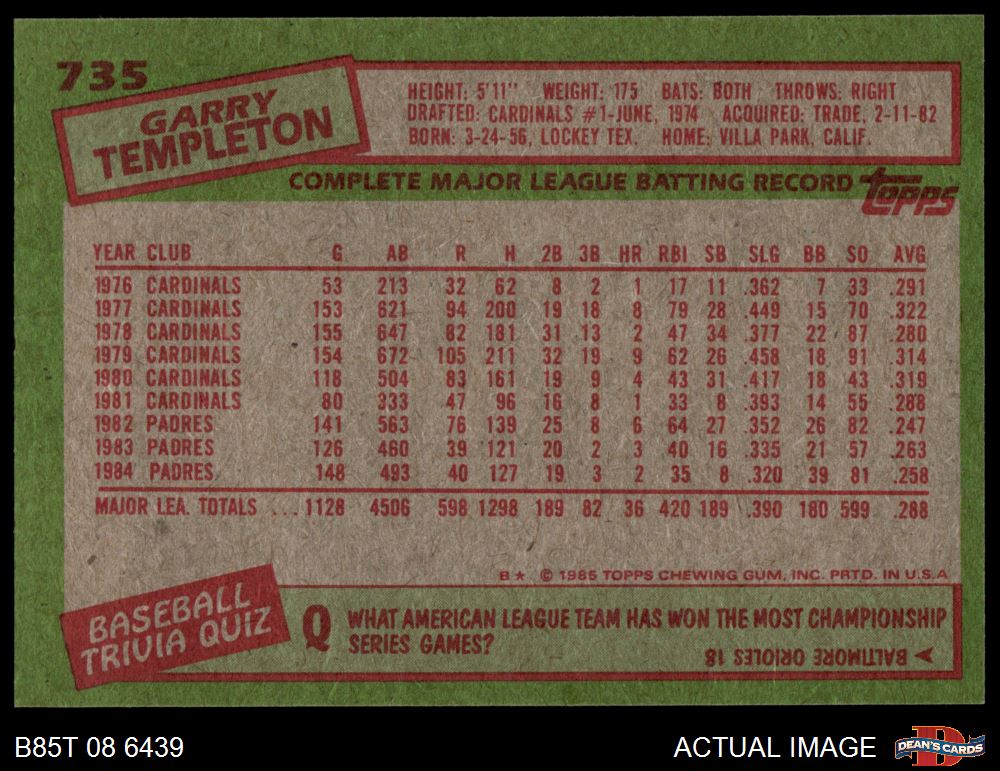 735
GARRY
TEMPLETON
HEIGHT: 5'11" WEIGHT: 175 BATS: BOTH THROWS: RIGHT
DRAFTED: CARDINALS #1-JUNE, 1974 ACQUIRED: TRADE, 2-11-82
BORN: 3-24-56, LOCKEY TEX. HOME: VILLA PARK, CALIF.
COMPLETE MAJOR LEAGUE BATTING RECORD topps
YEAR CLUB G AB R H 2B 3B HR RBI SB SLG BB SO AVG
1976 CARDINALS 53 213 32 62 8 2 1 17 11 .362 7 33 .291
1977 CARDINALS 153 621 94 200 19 18 8 79 28 .449 15 70 .322
1978 CARDINALS 155 647 82 181 31 13 2 47 34 .377 22 87 .280
1979 CARDINALS 154 672 105 211 32 19 9 62 26 .458 18 91 .314
1980 CARDINALS 118 504 83 161 19 9 4 43 31 .417 18 43 .319
1981 CARDINALS 80 333 47 96 16 8 1 33 8 .393 14 55 .288
1982 PADRES 141 563 76 139 25 8 6 64 27 .352 26 82 .247
1983 PADRES 126 460 39 121 20 2 3 40 16 .335 21 57 .263
1984 PADRES 148 493 40 127 19 3 2 35 8 .320 39 81 .258
MAJOR LEA. TOTALS ... 1128 4506 598 1298 189 82 36 420 189 .390 180 599 .288
B★ © 1985 TOPPS CHEWING GUM, INC. PRTD. IN U.S.A
BASEBALL
TRIVIA QUIZ
Q WHAT AMERICAN LEAGUE TEAM HAS WON THE MOST CHAMPIONSHIP
SERIES GAMES?
A BALTIMORE ORIOLES 18
B85T 08 6439
ACTUAL IMAGE
DEAN'S CARDS